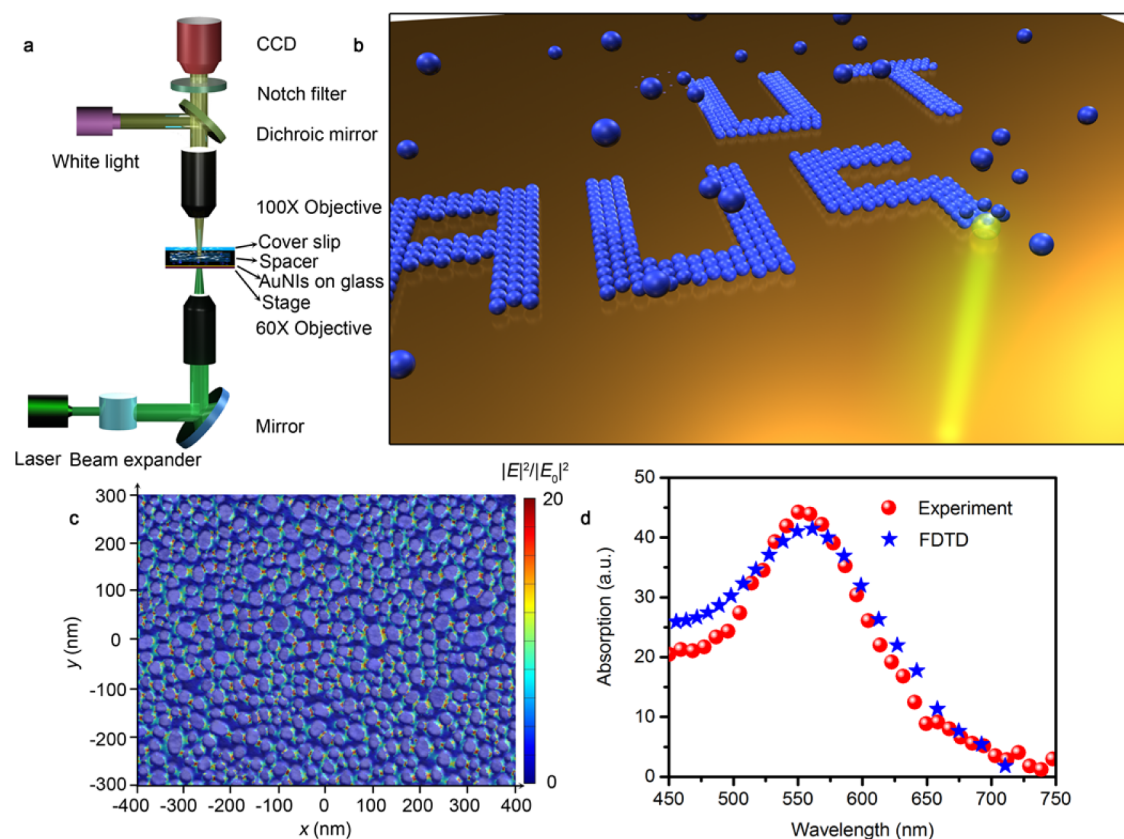 a
CCD
Notch filter
Dichroic mirror
White light
100X Objective
Cover slip
Spacer
AuNIs on glass
Stage
60X Objective
Mirror
Laser Beam expander
b
c
|E|²/|E₀|²
20
0
300
200
100
0
-100
-200
300
y (nm)
-400 -300 -200 -100 0 100 200 300 400
x (nm)
d
Experiment
FDTD
50
40
30
20
10
0
Absorption (a.u.)
450 500 550 600 650 700 750
Wavelength (nm)